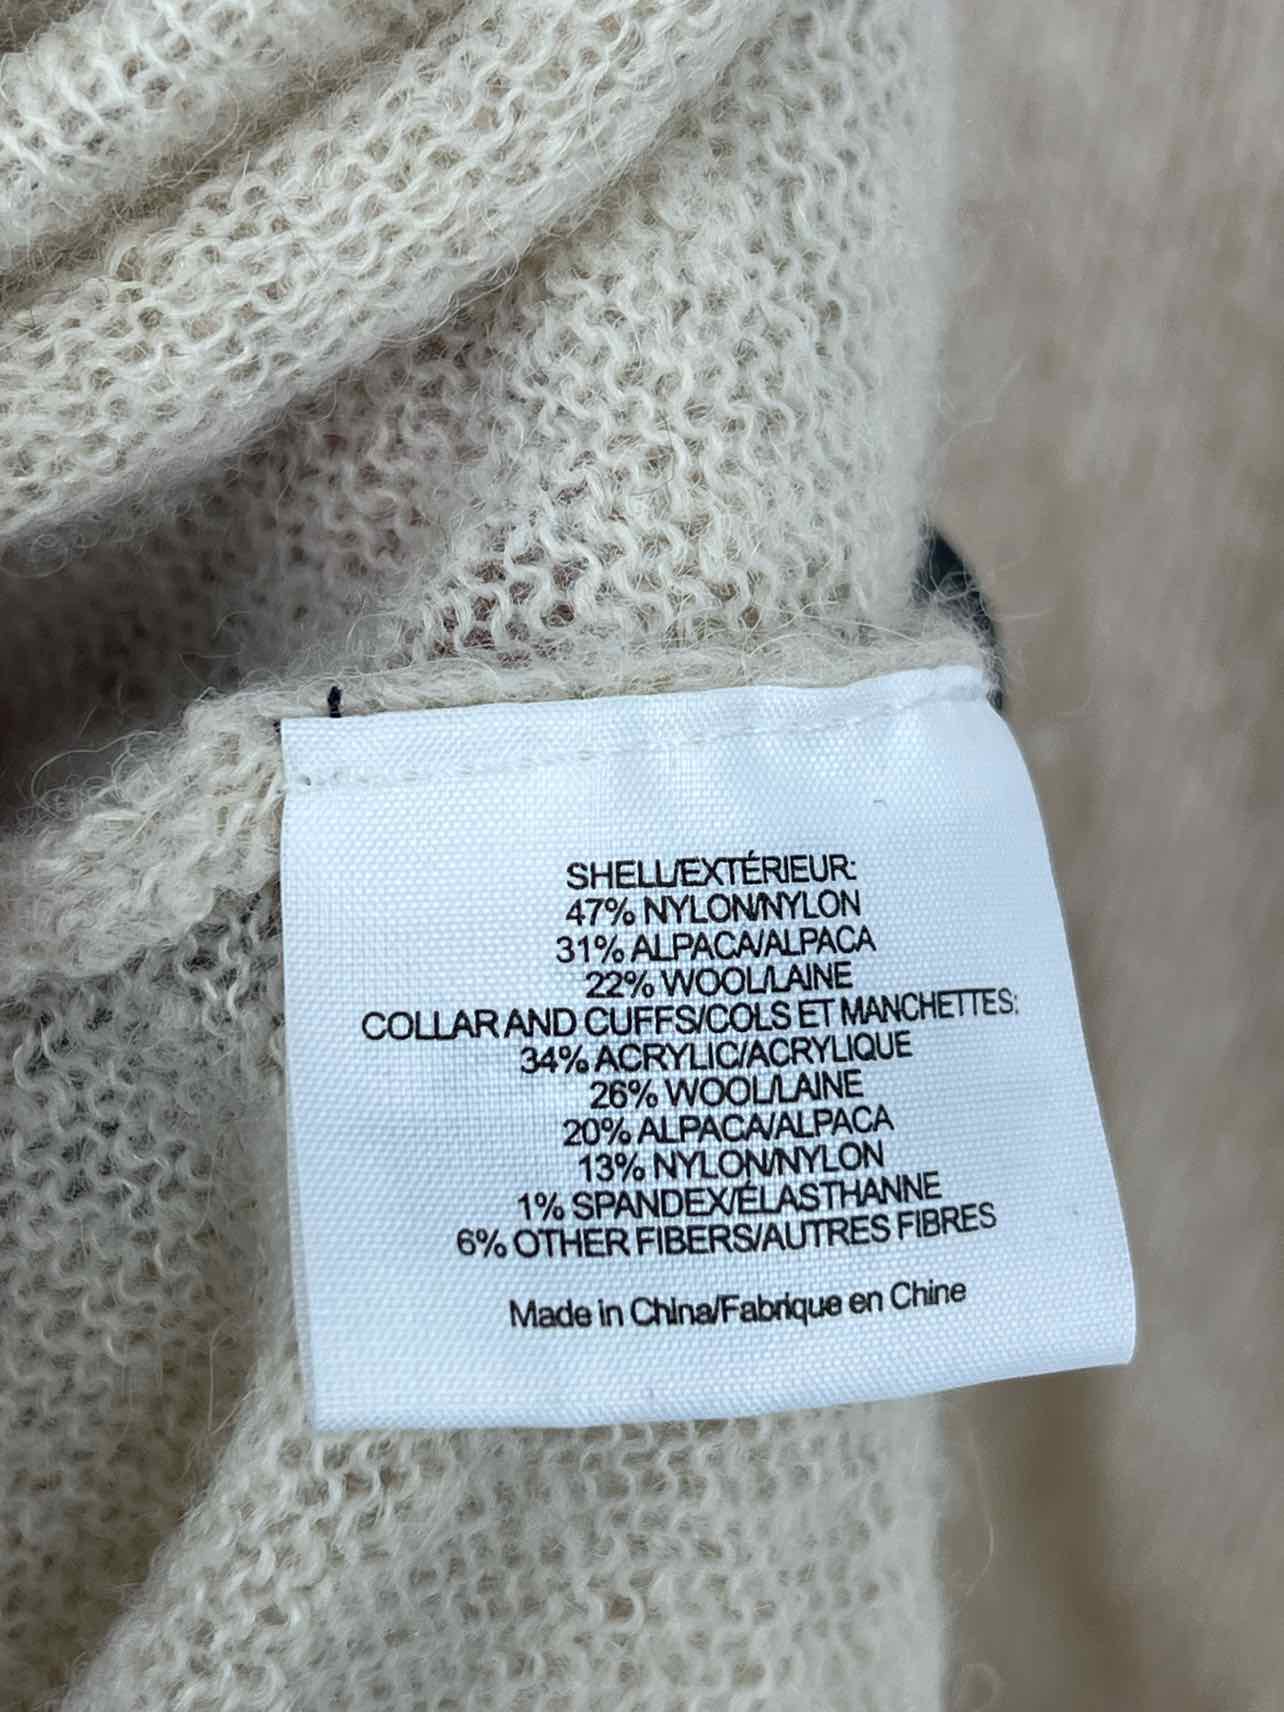 SHELL/EXTÉRIEUR:
47% NYLON/NYLON
31% ALPACA/ALPACA
22% WOOL/LAINE
COLLAR AND CUFFS/COLS ET MANCHETTES:
34% ACRYLIC/ACRYLIQUE
26% WOOL/LAINE
20% ALPACA/ALPACA
13% NYLON/NYLON
1% SPANDEX/ÉLASTHANNE
6% OTHER FIBERS/AUTRES FIBRES
Made in China/Fabrique en Chine